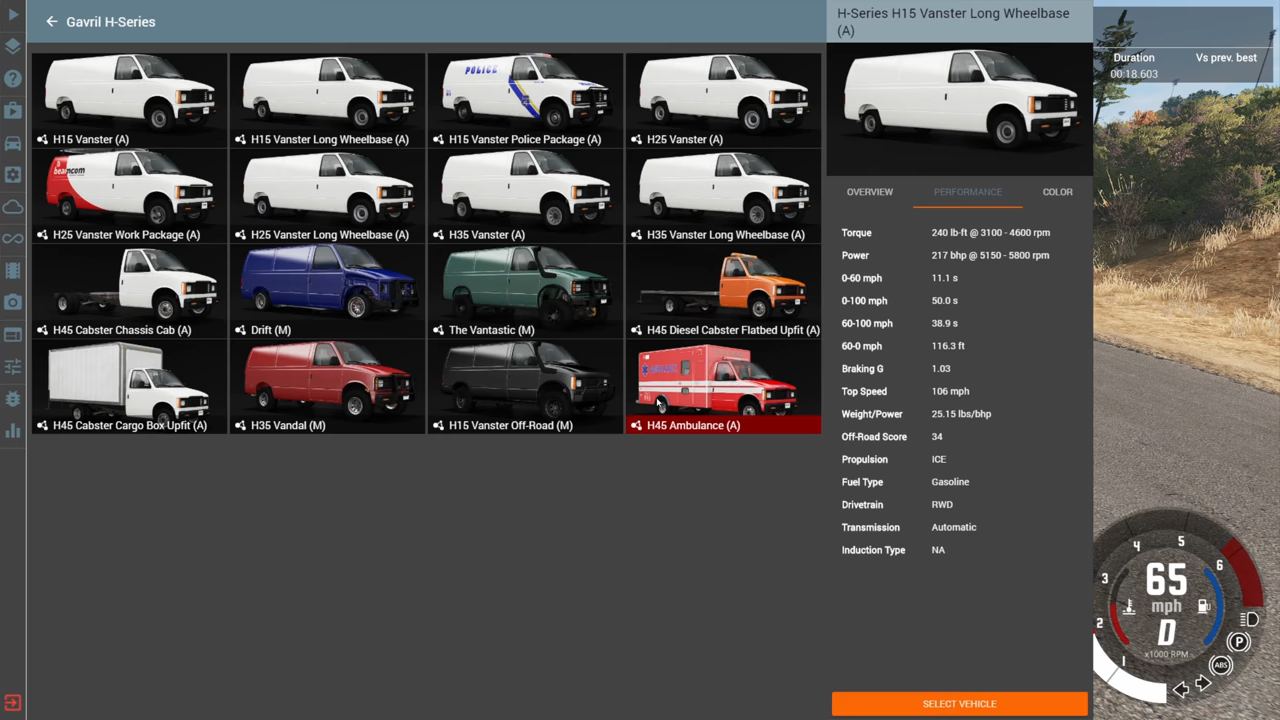 Gavril H-Series
H15 Vanster (A)
H15 Vanster Long Wheelbase (A)
POLICE
H15 Vanster Police Package (A)
H25 Vanster (A)
beamcom
H25 Vanster Work Package (A)
H25 Vanster Long Wheelbase (A)
H35 Vanster (A)
H35 Vanster Long Wheelbase (A)
H45 Cabster Chassis Cab (A)
Drift (M)
The Vantastic (M)
H45 Diesel Cabster Flatbed Upfit (A)
H45 Cabster Cargo Box Upfit (A)
H35 Vandal (M)
H15 Vanster Off-Road (M)
H45 Ambulance (A)
H-Series H15 Vanster Long Wheelbase
(A)
OVERVIEW PERFORMANCE COLOR
Torque 240 lb-ft @ 3100 - 4600 rpm
Power 217 bhp @ 5150 - 5800 rpm
0-60 mph 11.1 s
0-100 mph 50.0 s
60-100 mph 38.9 s
60-0 mph 116.3 ft
Braking G 1.03
Top Speed 106 mph
Weight/Power 25.15 lbs/bhp
Off-Road Score 34
Propulsion ICE
Fuel Type Gasoline
Drivetrain RWD
Transmission Automatic
Induction Type NA
SELECT VEHICLE
Duration Vs prev. best
00:18.603
1 2 3 4 5 6
65
mph
D
x1000 RPM
P
ABS